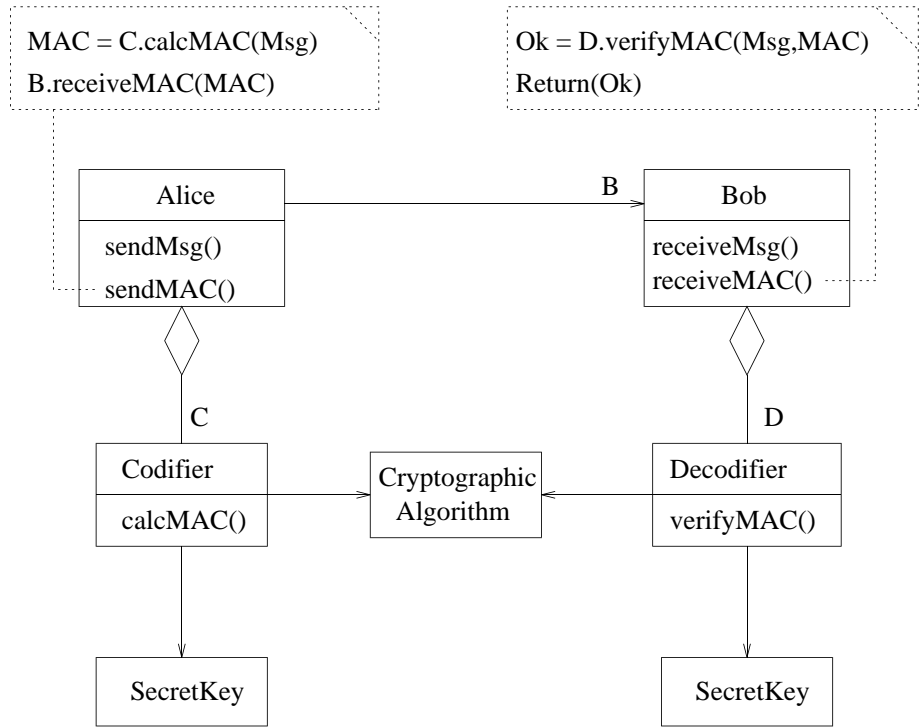 MAC = C.calcMAC(Msg)
B.receiveMAC(MAC)
Ok = D.verifyMAC(Msg,MAC)
Return(Ok)
Alice
sendMsg()
sendMAC()
B
Bob
receiveMsg()
receiveMAC()
C
D
Codifier
calcMAC()
Cryptographic
Algorithm
Decodifier
verifyMAC()
SecretKey
SecretKey